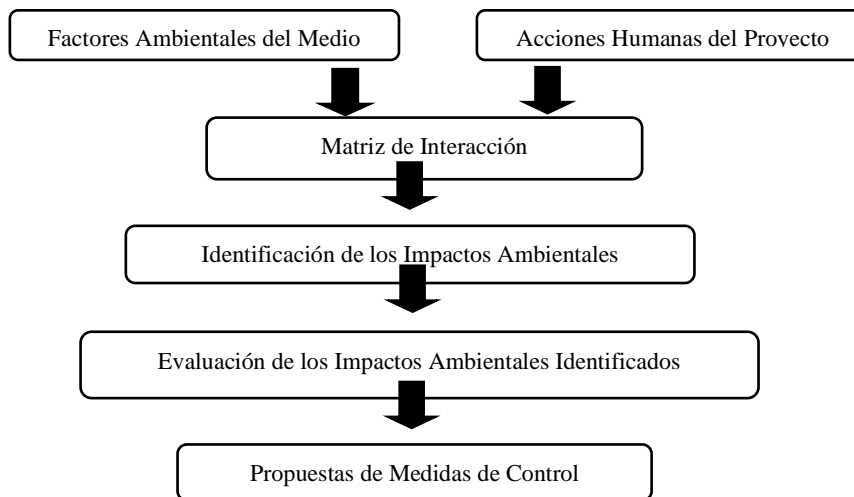 Factores Ambientales del Medio
Acciones Humanas del Proyecto
Matriz de Interacción
Identificación de los Impactos Ambientales
Evaluación de los Impactos Ambientales Identificados
Propuestas de Medidas de Control